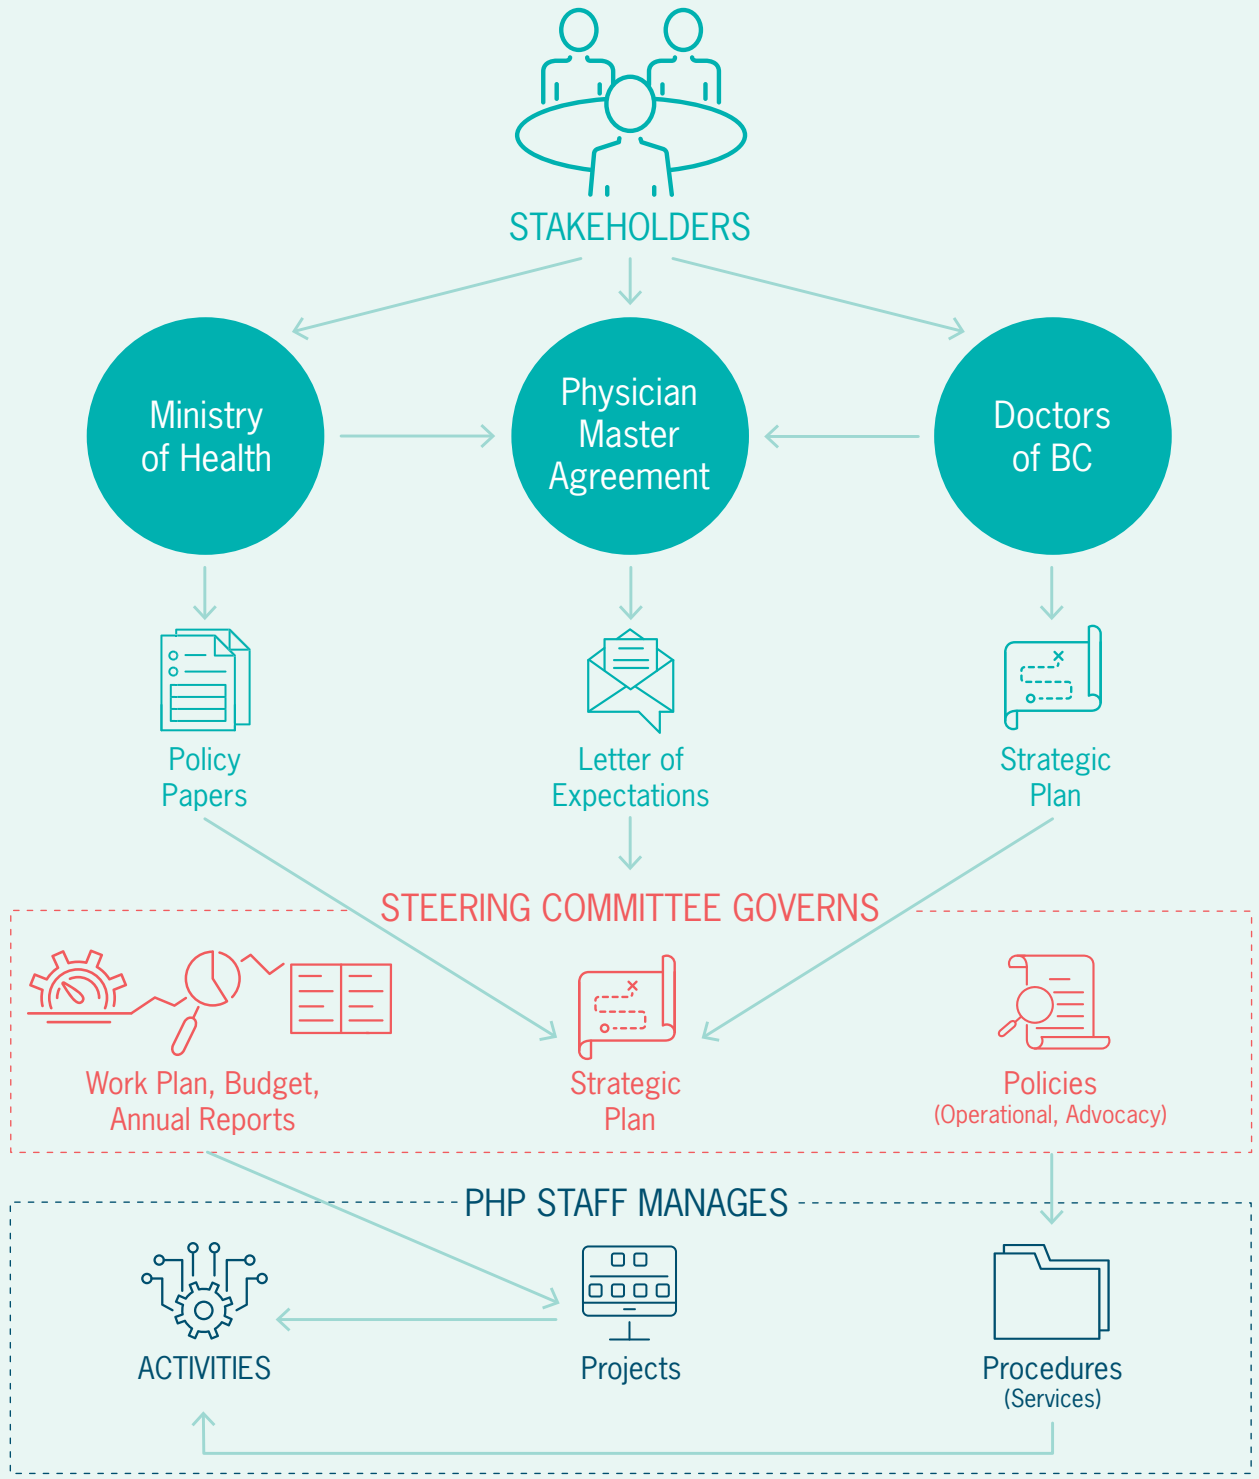 STAKEHOLDERS
Ministry
of Health
Physician
Master
Agreement
Doctors
of BC
Policy
Papers
Letter of
Expectations
Strategic
Plan
STEERING COMMITTEE GOVERNS
Work Plan, Budget,
Annual Reports
Strategic
Plan
Policies
(Operational, Advocacy)
PHP STAFF MANAGES
ACTIVITIES
Projects
Procedures
(Services)